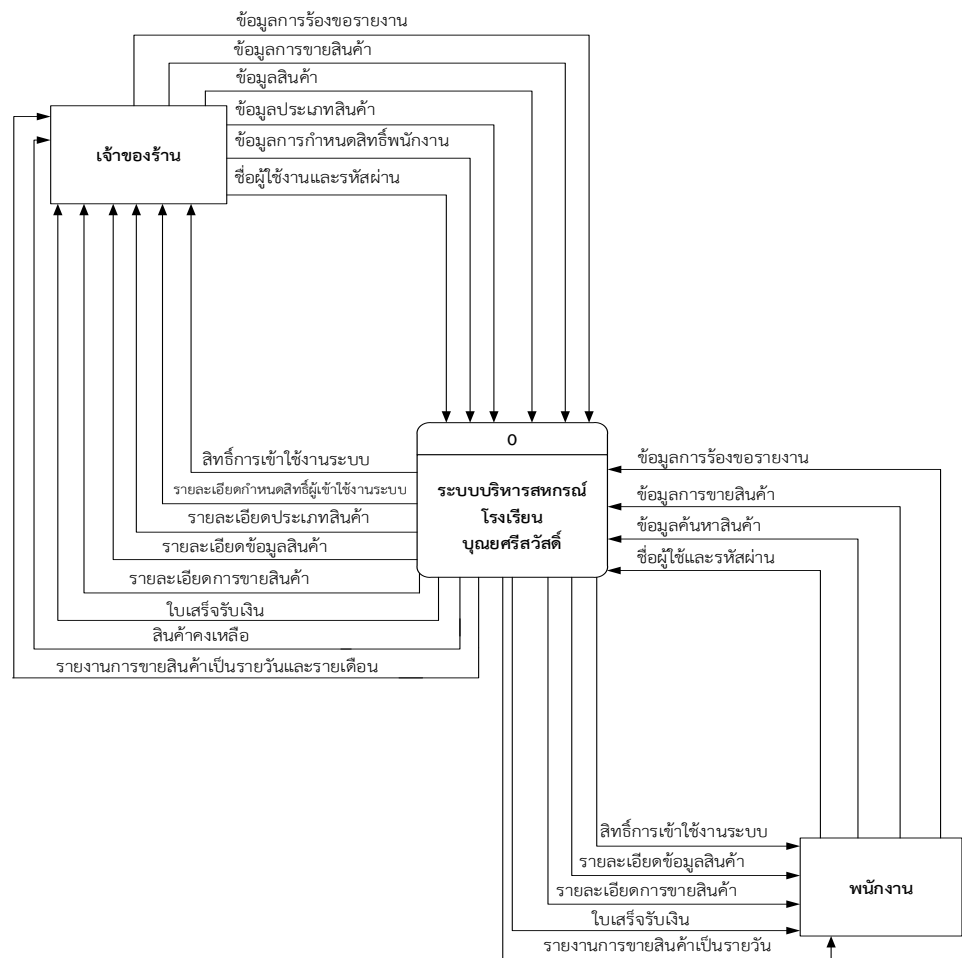 ข้อมูลการร้องขอรายงาน
ข้อมูลการขายสินค้า
ข้อมูลสินค้า
ข้อมูลประเภทสินค้า
ข้อมูลการกำหนดสิทธิ์พนักงาน
ชื่อผู้ใช้งานและรหัสผ่าน
เจ้าของร้าน
0
ระบบบริหารสหกรณ์
โรงเรียน
บุณยศรีสวัสดิ์
สิทธิ์การเข้าใช้งานระบบ
รายละเอียดกำหนดสิทธิ์ผู้เข้าใช้งานระบบ
รายละเอียดประเภทสินค้า
รายละเอียดข้อมูลสินค้า
รายละเอียดการขายสินค้า
ใบเสร็จรับเงิน
สินค้าคงเหลือ
รายงานการขายสินค้าเป็นรายวันและรายเดือน
ข้อมูลการร้องขอรายงาน
ข้อมูลการขายสินค้า
ข้อมูลค้นหาสินค้า
ชื่อผู้ใช้และรหัสผ่าน
สิทธิ์การเข้าใช้งานระบบ
รายละเอียดข้อมูลสินค้า
รายละเอียดการขายสินค้า
ใบเสร็จรับเงิน
รายงานการขายสินค้าเป็นรายวัน
พนักงาน